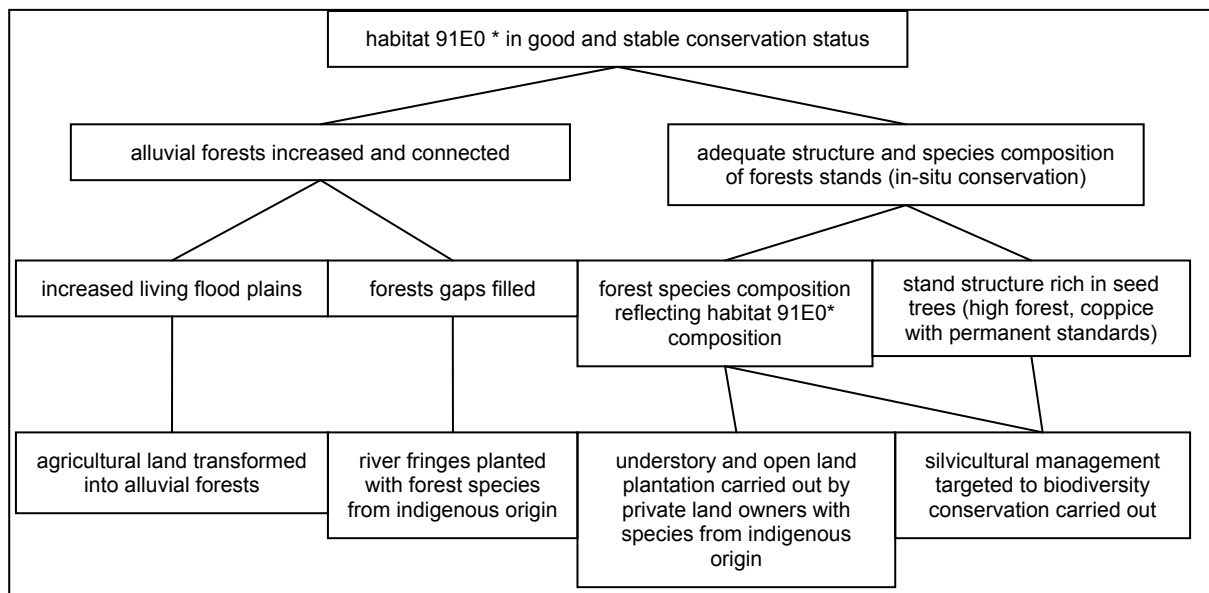 habitat 91E0 * in good and stable conservation status
alluvial forests increased and connected
adequate structure and species composition
of forests stands (in-situ conservation)
increased living flood plains
forests gaps filled
forest species composition
reflecting habitat 91E0*
composition
stand structure rich in seed
trees (high forest, coppice
with permanent standards)
agricultural land transformed
into alluvial forests
river fringes planted
with forest species
from indigenous origin
understory and open land
plantation carried out by
private land owners with
species from indigenous
origin
silvicultural management
targeted to biodiversity
conservation carried out